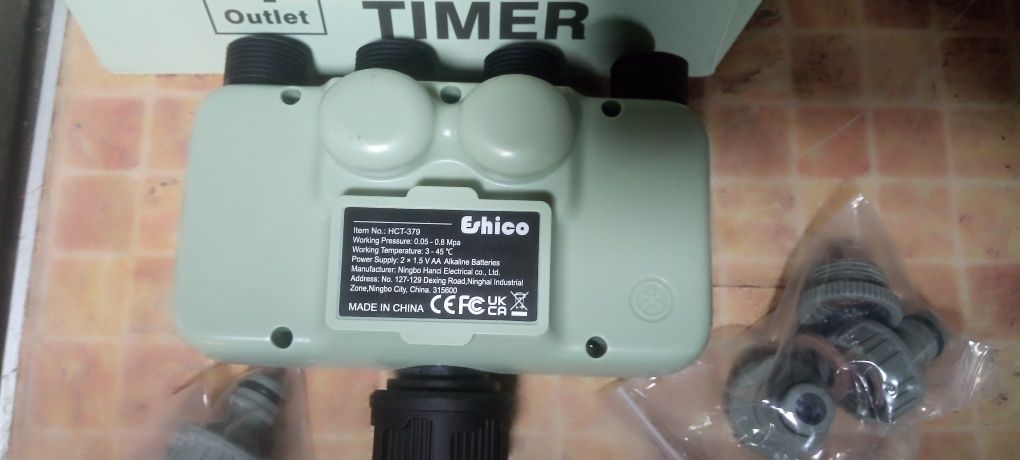 Outlet
TIMER
Eshico
Item No.: HCT-379
Working Pressure: 0.05 - 0.8 Mpa
Working Temperature: 3 - 45 ℃
Power Supply: 2 × 1.5 V AA Alkaline Batteries
Manufacturer: Ningbo Hanci Electrical co., Ltd.
Address: No. 127-129 Dexing Road,Ninghai Industrial
Zone,Ningbo City, China. 315600
MADE IN CHINA CE FC UK CA